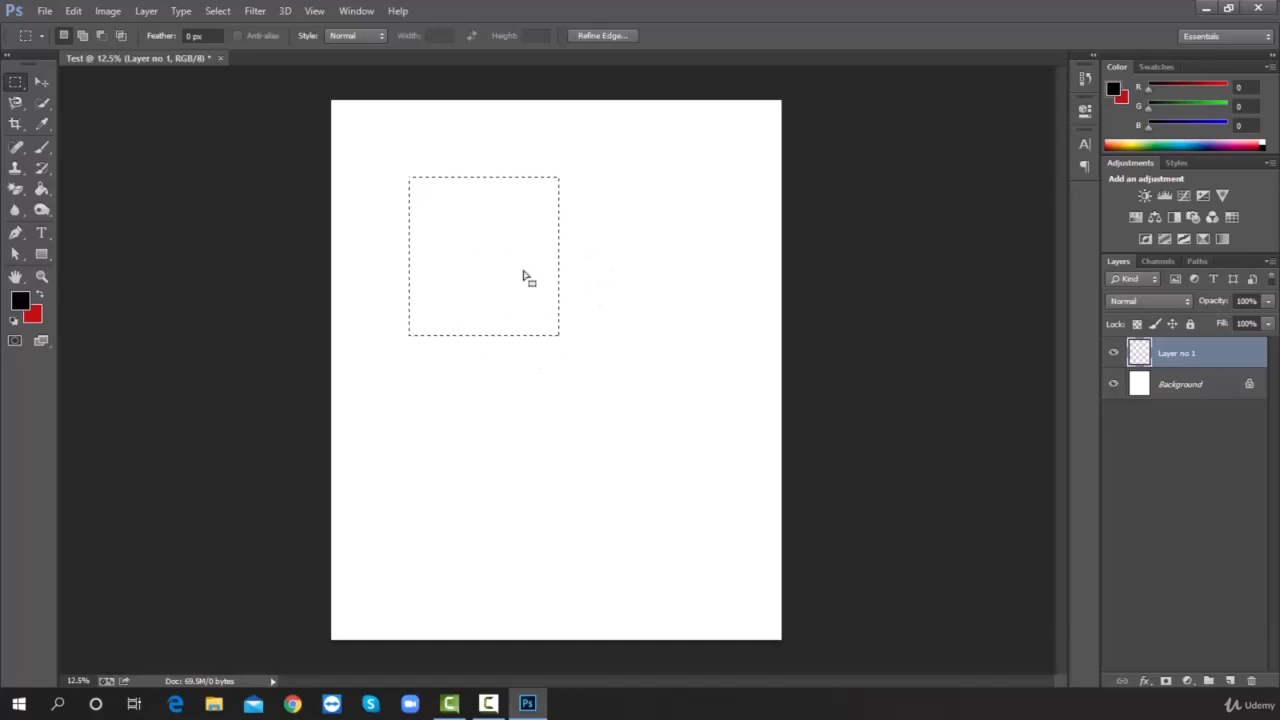 Ps File Edit Image Layer Type Select Filter 3D View Window Help
Feather: 0 px Anti-alias Style: Normal Width: Height: Refine Edge... Essentials
Test @ 12.5% (Layer no 1, RGB/8) * ×
Color Swatches
R 0
G 0
B 0
Adjustments Styles
Add an adjustment
Layers Channels Paths
Kind
Normal Opacity: 100%
Lock: Fill: 100%
Layer no 1
Background
12.5% Doc: 69.5M/0 bytes
Udemy